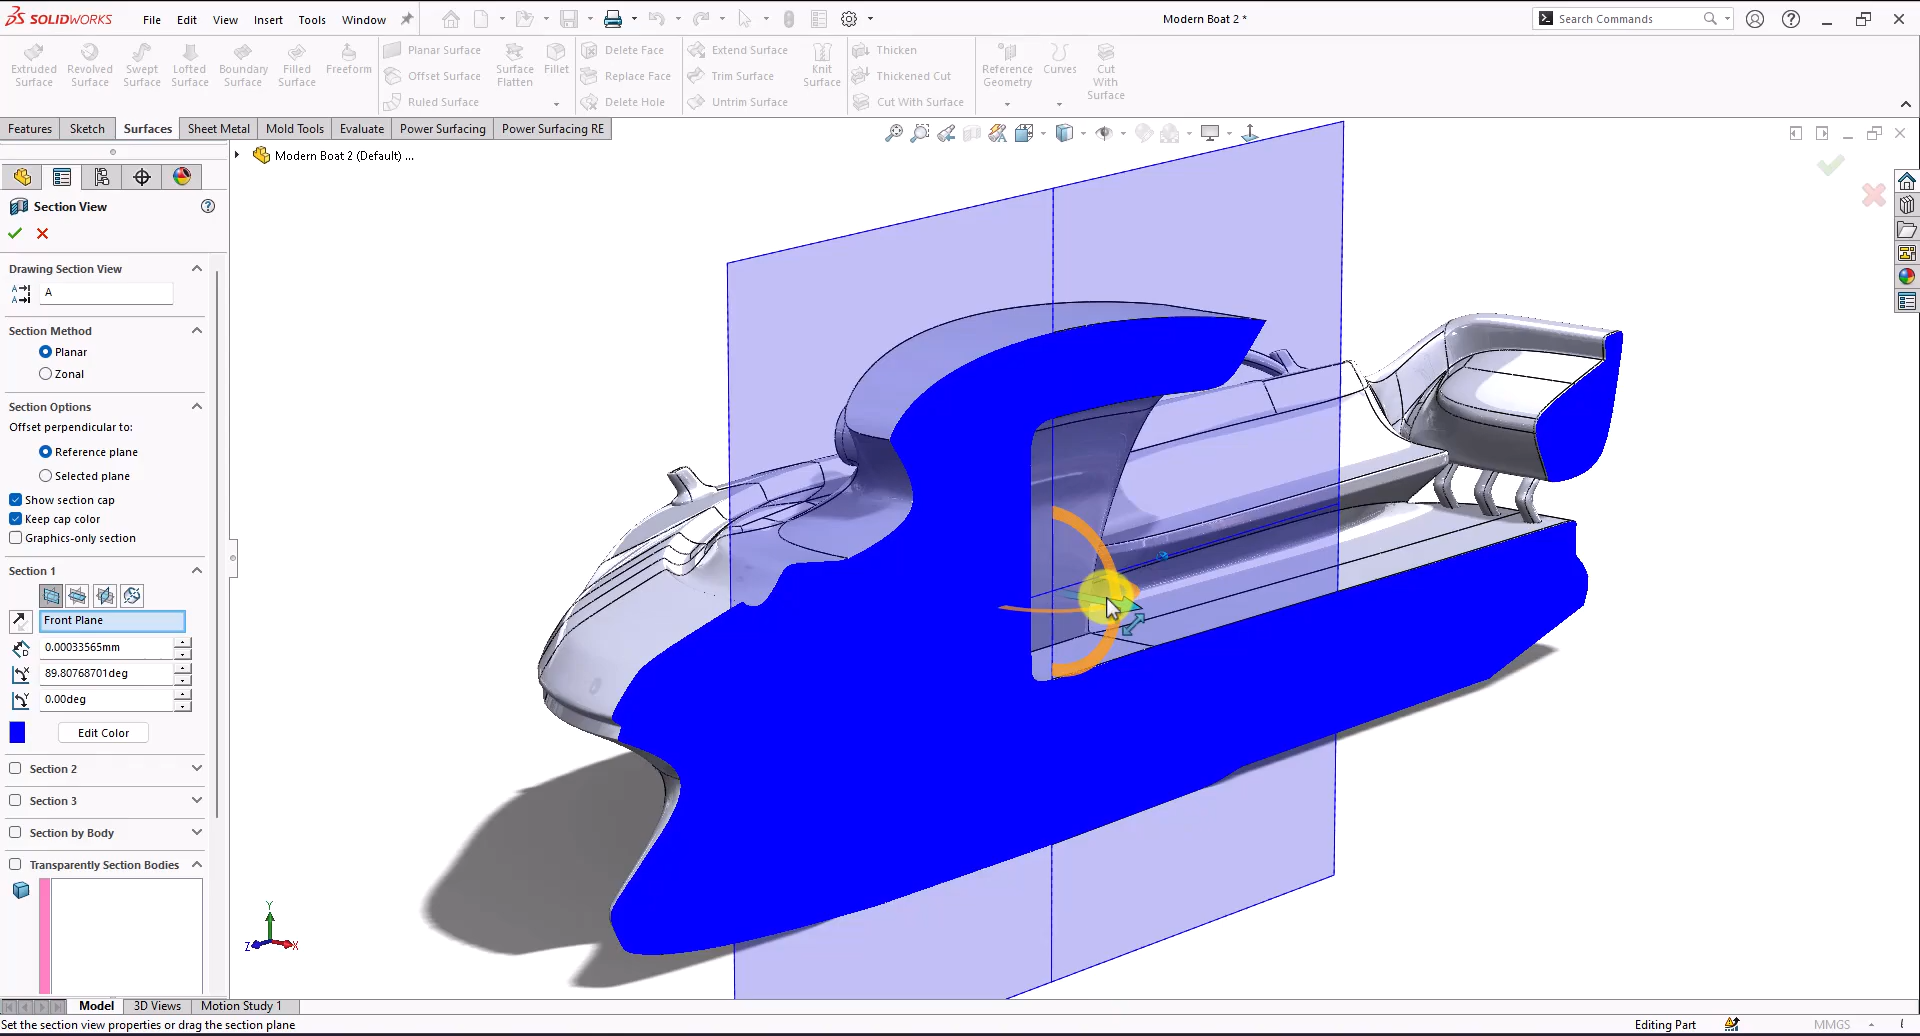 SOLIDWORKS
File Edit View Insert Tools Window
Modern Boat 2 *
Search Commands
Extruded Surface
Revolved Surface
Swept Surface
Lofted Surface
Boundary Surface
Filled Surface
Freeform
Planar Surface
Offset Surface
Ruled Surface
Surface Flatten
Fillet
Delete Face
Replace Face
Delete Hole
Extend Surface
Trim Surface
Untrim Surface
Knit Surface
Thicken
Thickened Cut
Cut With Surface
Reference Geometry
Curves
Cut With Surface
Features Sketch Surfaces Sheet Metal Mold Tools Evaluate Power Surfacing Power Surfacing RE
Modern Boat 2 (Default) ...
Section View
Drawing Section View
A
Section Method
Planar
Zonal
Section Options
Offset perpendicular to:
Reference plane
Selected plane
Show section cap
Keep cap color
Graphics-only section
Section 1
Front Plane
0.00033565mm
89.80768701deg
0.00deg
Edit Color
Section 2
Section 3
Section by Body
Transparently Section Bodies
Y
Z X
Model 3D Views Motion Study 1
Set the section view properties or drag the section plane
Editing Part
MMGS